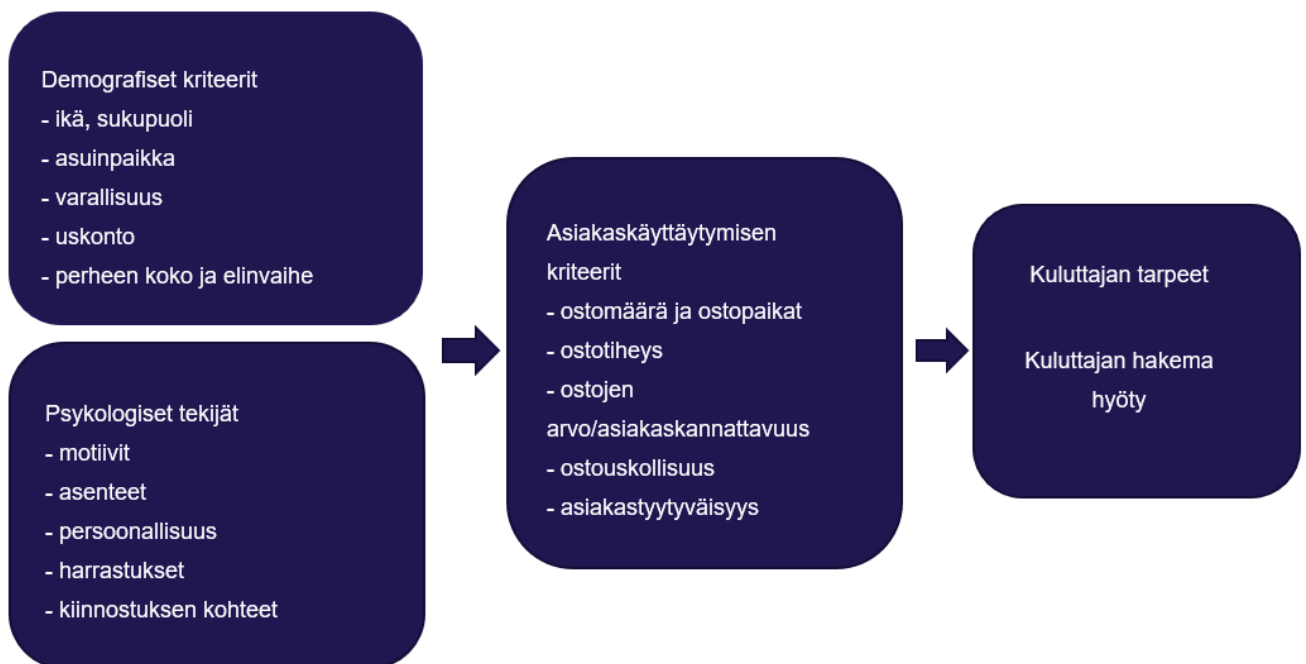 Demografiset kriteerit
- ikä, sukupuoli
- asuinpaikka
- varallisuus
- uskonto
- perheen koko ja elinvaihe
Psykologiset tekijät
- motiivit
- asenteet
- persoonallisuus
- harrastukset
- kiinnostuksen kohteet
Asiakaskäyttäytymisen
kriteerit
- ostomäärä ja ostopaikat
- ostotiheys
- ostojen
arvo/asiakaskannattavuus
- ostouskollisuus
- asiakastyytyväisyys
Kuluttajan tarpeet
Kuluttajan hakema
hyöty